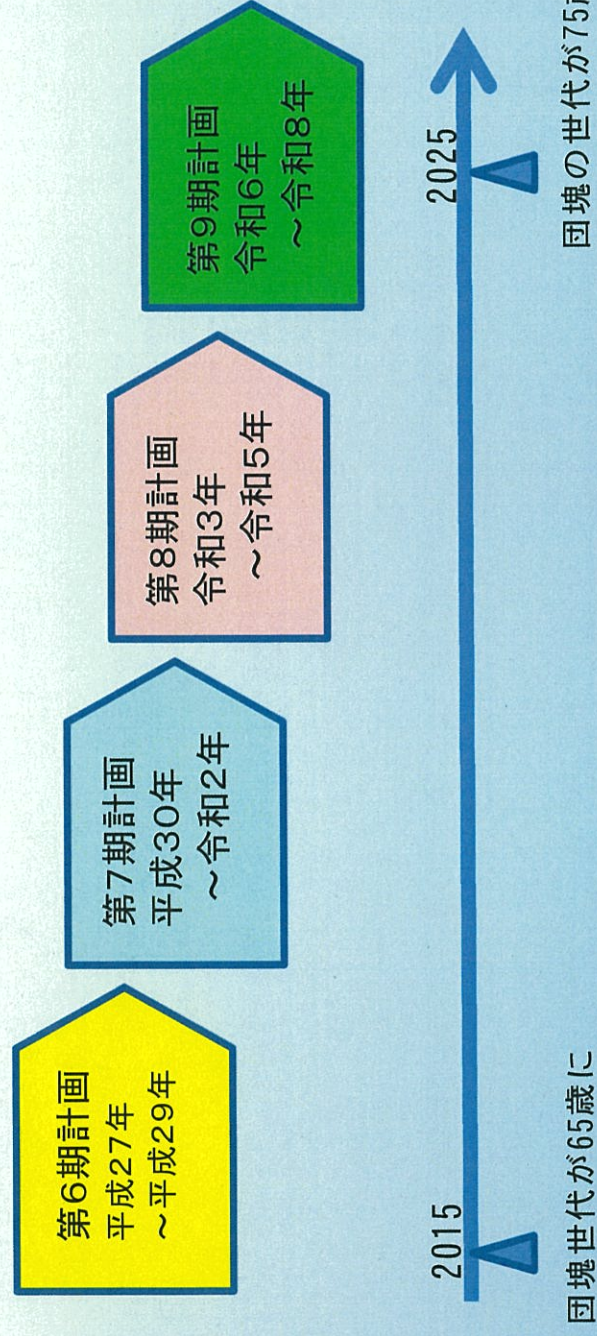 第6期計画
平成27年
～平成29年
第7期計画
平成30年
～令和2年
第8期計画
令和3年
～令和5年
第9期計画
令和6年
～令和8年
2015
2025
団塊世代が65歳に
団塊の世代が75歳